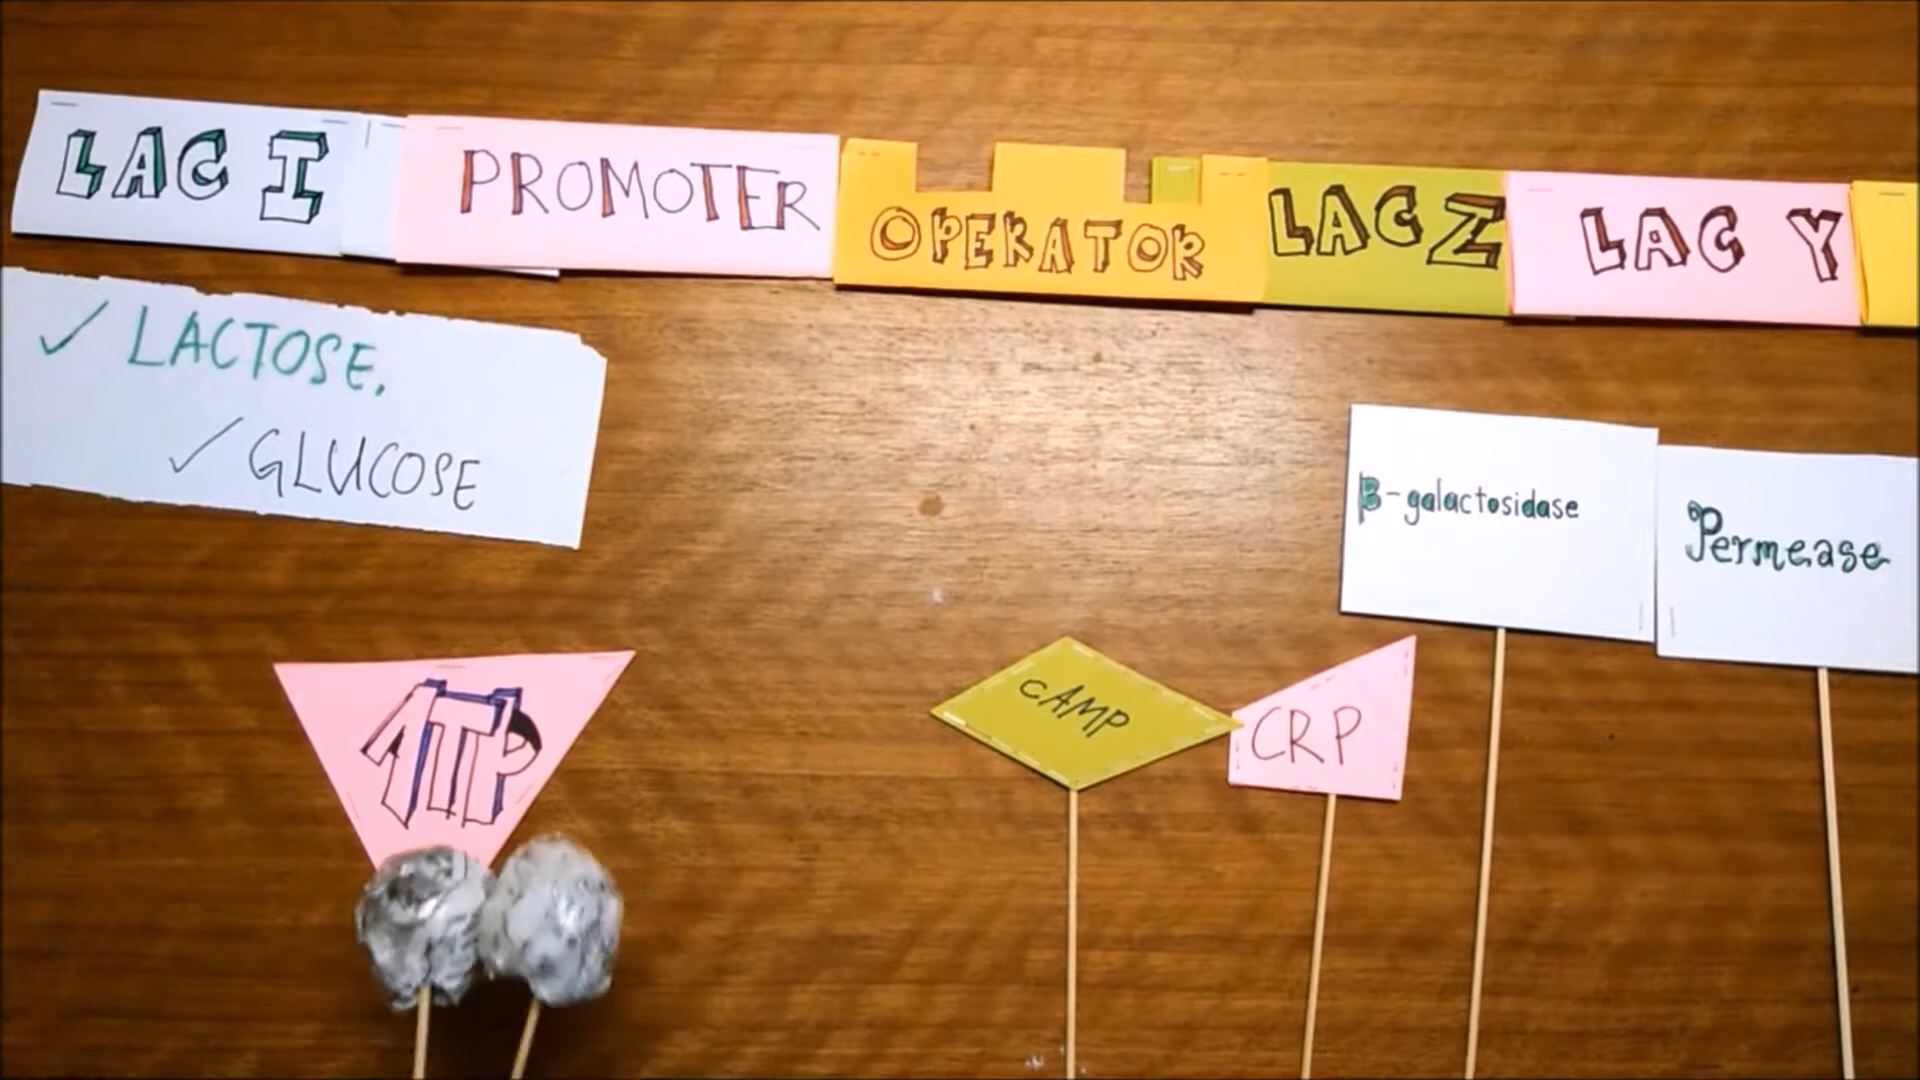 LAC I
PROMOTER
OPERATOR
LAC Z
LAC Y
✓ LACTOSE.
✓ GLUCOSE
β-galactosidase
Permease
ATP
cAMP
CRP